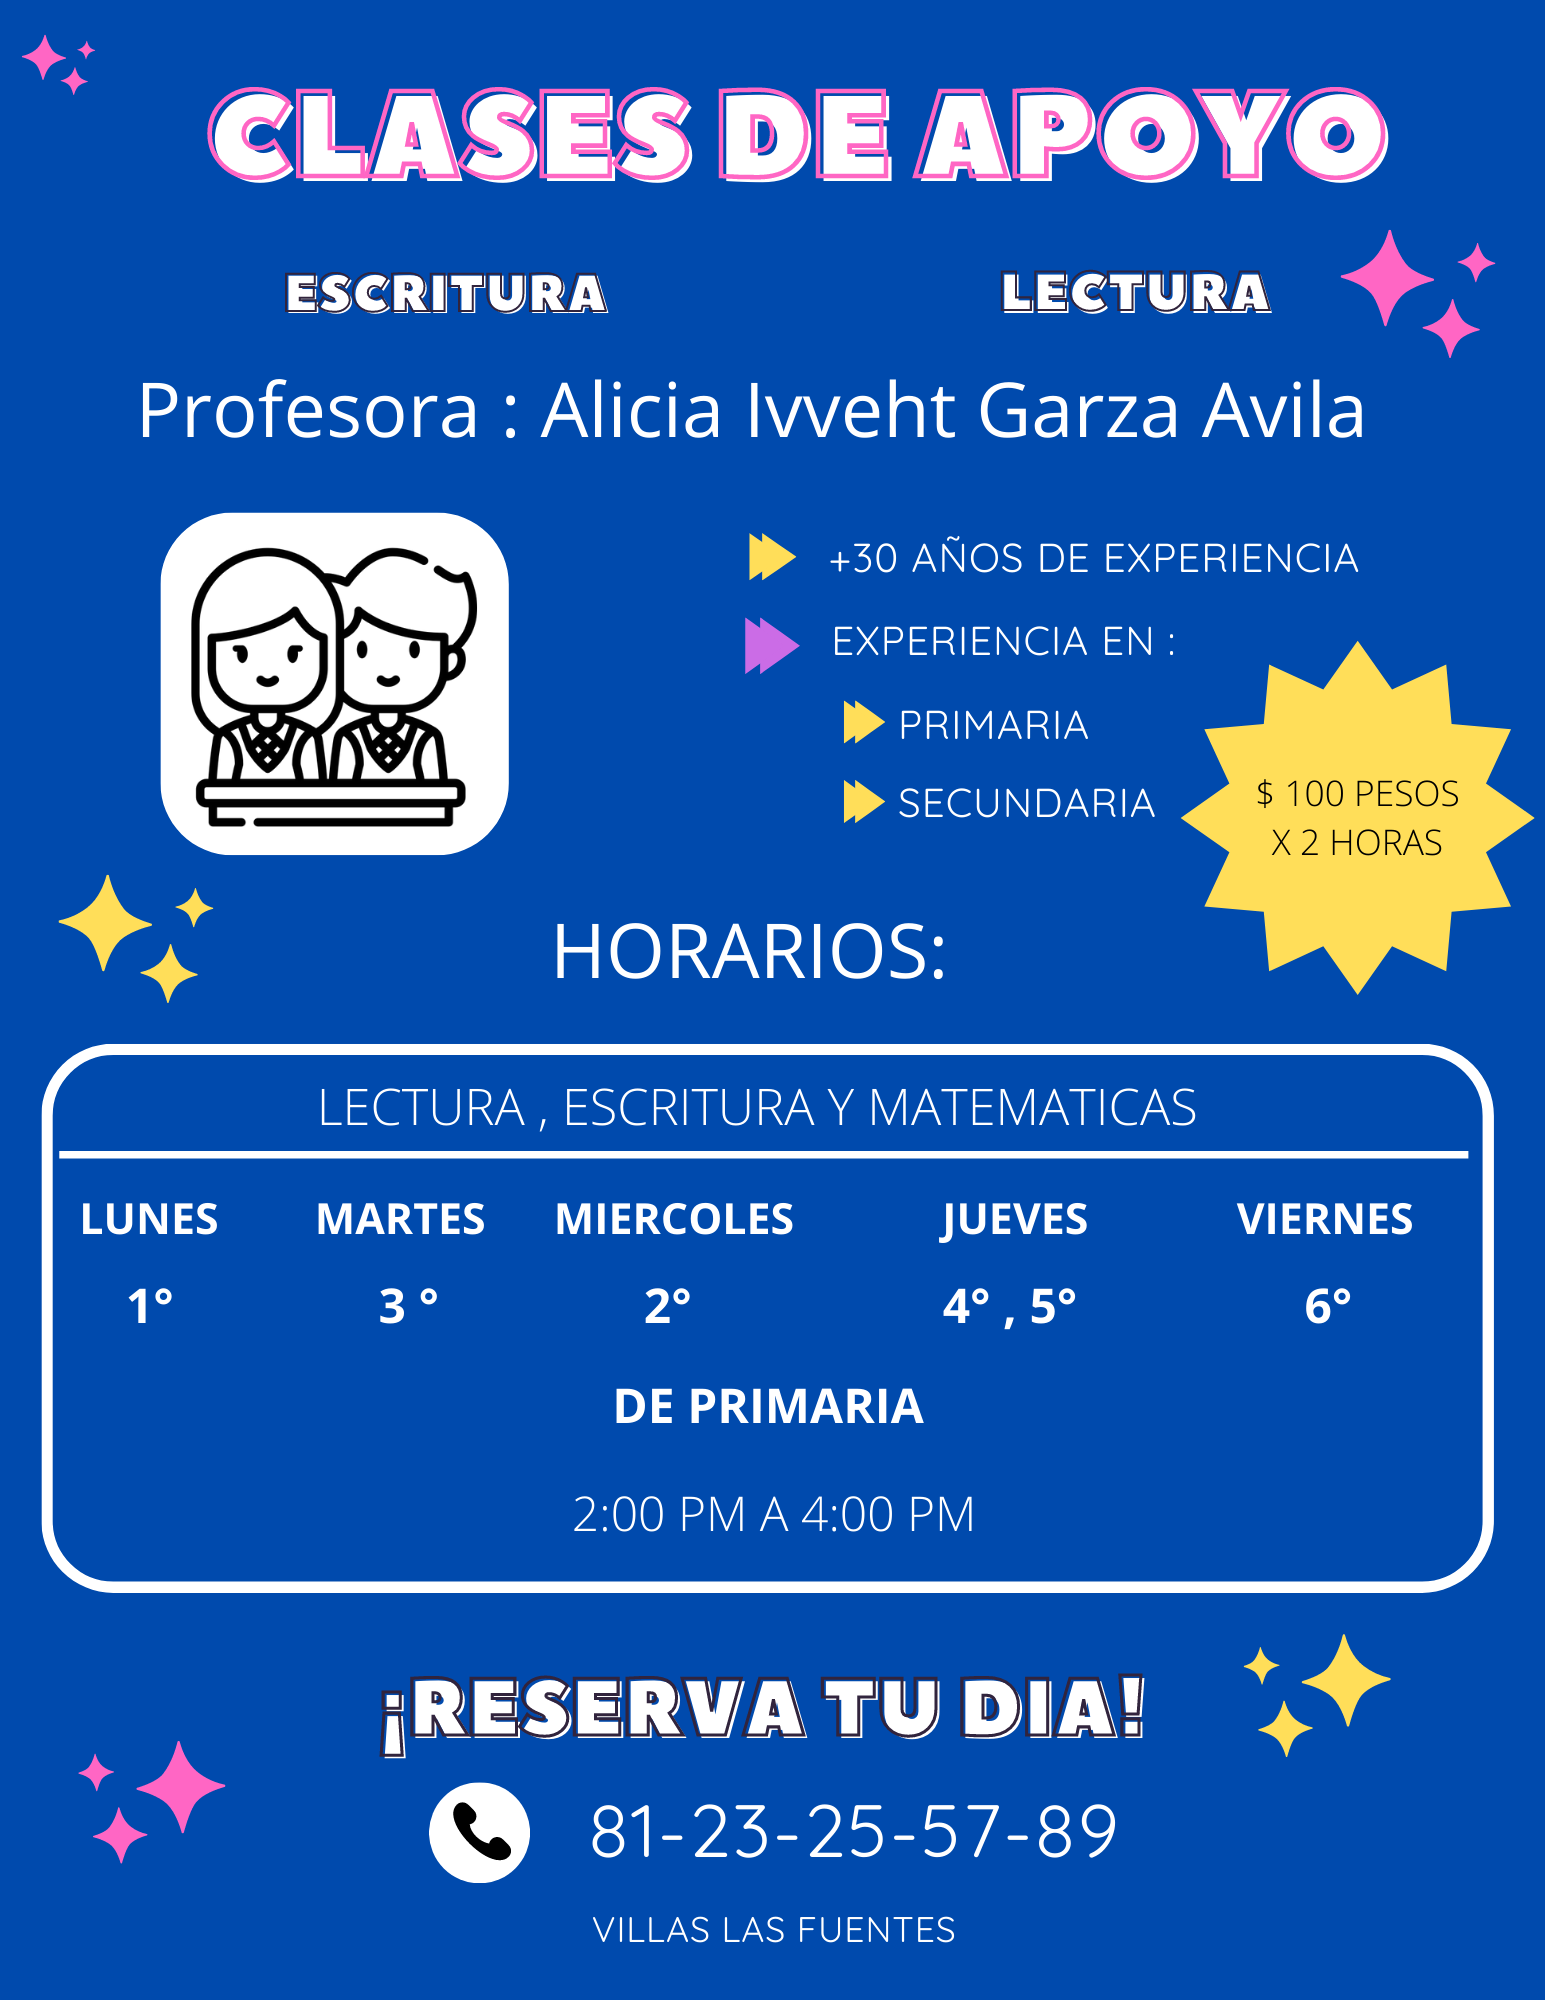 CLASES DE APOYO
ESCRITURA
LECTURA
Profesora : Alicia Ivveht Garza Avila
+30 AÑOS DE EXPERIENCIA
EXPERIENCIA EN :
PRIMARIA
SECUNDARIA
$ 100 PESOS
X 2 HORAS
HORARIOS:
LECTURA , ESCRITURA Y MATEMATICAS
LUNES MARTES MIERCOLES JUEVES VIERNES
1° 3 ° 2° 4° , 5° 6°
DE PRIMARIA
2:00 PM A 4:00 PM
¡RESERVA TU DIA!
81-23-25-57-89
VILLAS LAS FUENTES